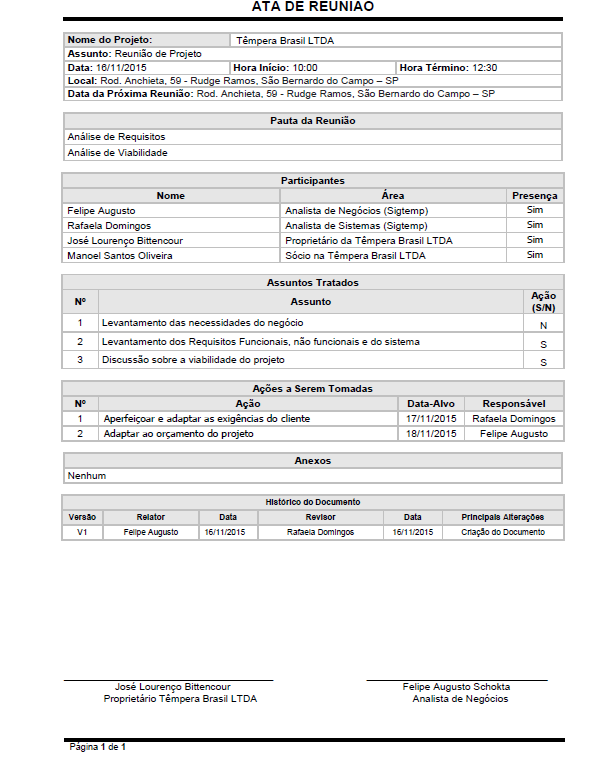 ATA DE REUNIÃO
Nome do Projeto: Têmpera Brasil LTDA
Assunto: Reunião de Projeto
Data: 16/11/2015 Hora Início: 10:00 Hora Término: 12:30
Local: Rod. Anchieta, 59 - Rudge Ramos, São Bernardo do Campo – SP
Data da Próxima Reunião: Rod. Anchieta, 59 - Rudge Ramos, São Bernardo do Campo – SP
Pauta da Reunião
Análise de Requisitos
Análise de Viabilidade
Participantes
Nome Área Presença
Felipe Augusto Analista de Negócios (Sigtemp) Sim
Rafaela Domingos Analista de Sistemas (Sigtemp) Sim
José Lourenço Bittencour Proprietário da Têmpera Brasil LTDA Sim
Manoel Santos Oliveira Sócio na Têmpera Brasil LTDA Sim
Assuntos Tratados
Nº Assunto Ação (S/N)
1 Levantamento das necessidades do negócio N
2 Levantamento dos Requisitos Funcionais, não funcionais e do sistema S
3 Discussão sobre a viabilidade do projeto S
Ações a Serem Tomadas
Nº Ação Data-Alvo Responsável
1 Aperfeiçoar e adaptar as exigências do cliente 17/11/2015 Rafaela Domingos
2 Adaptar ao orçamento do projeto 18/11/2015 Felipe Augusto
Anexos
Nenhum
Histórico do Documento
Versão Relator Data Revisor Data Principais Alterações
V1 Felipe Augusto 16/11/2015 Rafaela Domingos 16/11/2015 Criação do Documento
José Lourenço Bittencour Felipe Augusto Schokta
Proprietário Têmpera Brasil LTDA Analista de Negócios
Página 1 de 1